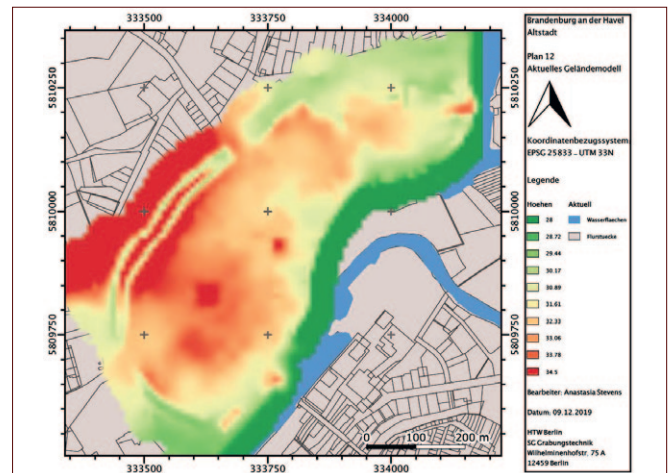 333500 333750 334000
5810250
5810000
5809750
5810250
5810000
5809750
0 100 200 m
333500 333750 334000
Brandenburg an der Havel
Altstadt
Plan 12
Aktuelles Geländemodell
Koordinatenbezugssystem:
EPSG 25833 - UTM 33N
Legende
Hoehen Aktuell
28 Wasserflaechen
28.72 Flurstuecke
29.44
30.17
30.89
31.61
32.33
33.06
33.78
34.5
Bearbeiter: Anastasia Stevens
Datum: 09.12.2019
HTW Berlin
SG Grabungstechnik
Wilhelminenhofstr. 75 A
12459 Berlin